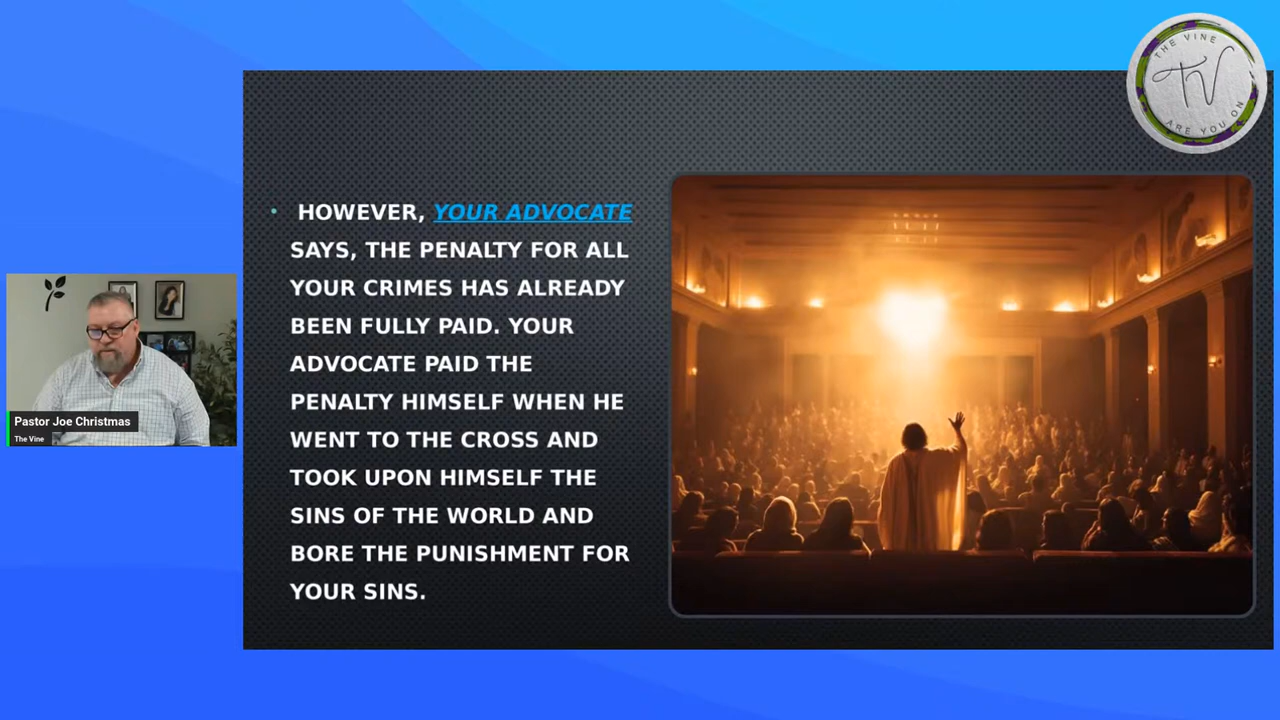 THE VINE
TV
ARE YOU ON
• HOWEVER, YOUR ADVOCATE
SAYS, THE PENALTY FOR ALL
YOUR CRIMES HAS ALREADY
BEEN FULLY PAID. YOUR
ADVOCATE PAID THE
PENALTY HIMSELF WHEN HE
WENT TO THE CROSS AND
TOOK UPON HIMSELF THE
SINS OF THE WORLD AND
BORE THE PUNISHMENT FOR
YOUR SINS.
Pastor Joe Christmas
The Vine